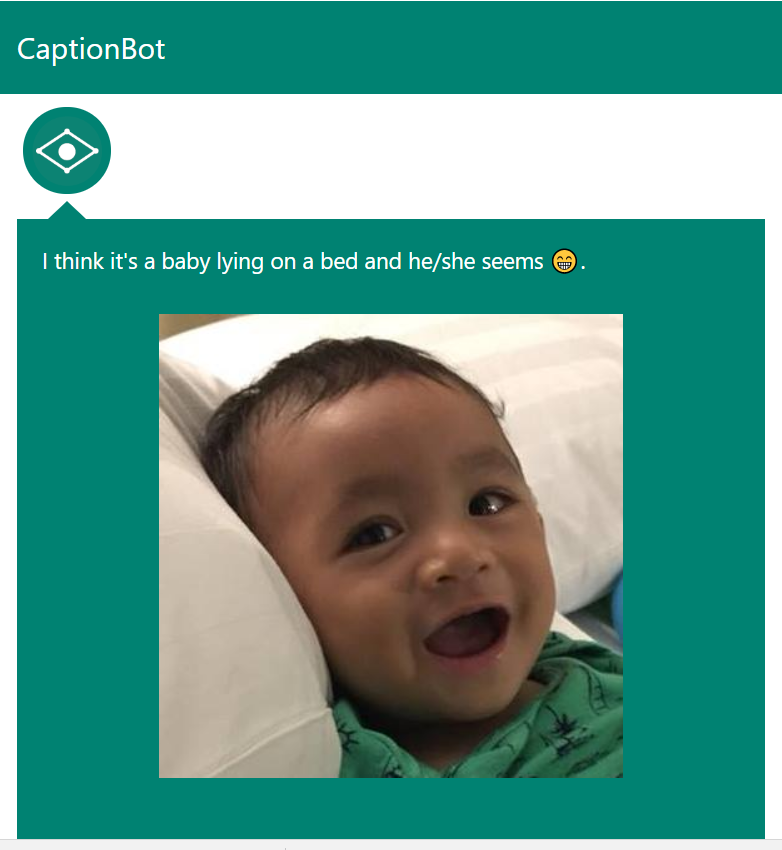 CaptionBot
I think it's a baby lying on a bed and he/she seems 😁.